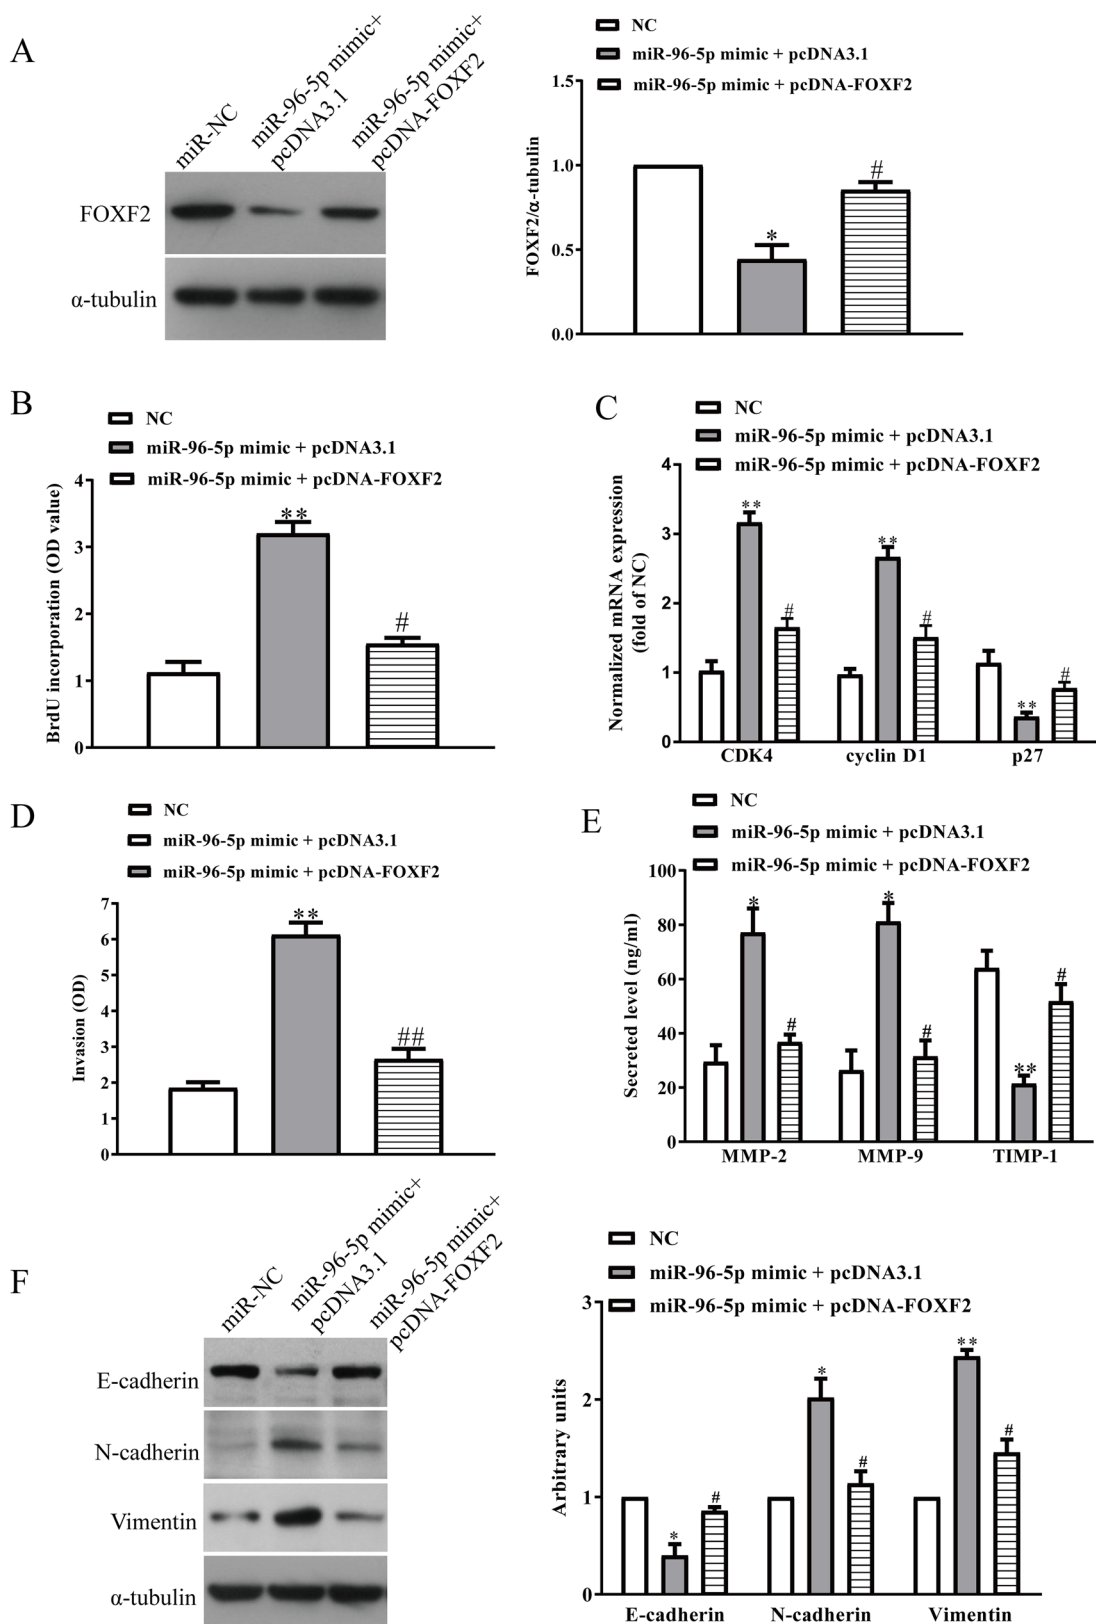 A
miR-NC
miR-96-5p mimic+
pcDNA3.1
miR-96-5p mimic+
pcDNA-FOXF2
FOXF2
α-tubulin
NC
miR-96-5p mimic + pcDNA3.1
miR-96-5p mimic + pcDNA-FOXF2
FOXF2/α-tubulin
1.5
1.0
0.5
0.0
*
#
B
NC
miR-96-5p mimic + pcDNA3.1
miR-96-5p mimic + pcDNA-FOXF2
BrdU incorporation (OD value)
4
3
2
1
0
**
#
C
NC
miR-96-5p mimic + pcDNA3.1
miR-96-5p mimic + pcDNA-FOXF2
Normalized mRNA expression
(fold of NC)
4
3
2
1
0
**
#
**
#
**
#
CDK4
cyclin D1
p27
D
NC
miR-96-5p mimic + pcDNA3.1
miR-96-5p mimic + pcDNA-FOXF2
Invasion (OD)
7
6
5
4
3
2
1
0
**
##
E
NC
miR-96-5p mimic + pcDNA3.1
miR-96-5p mimic + pcDNA-FOXF2
Secreted level (ng/ml)
100
80
60
40
20
0
*
#
*
#
**
#
MMP-2
MMP-9
TIMP-1
F
miR-NC
miR-96-5p mimic+
pcDNA3.1
miR-96-5p mimic+
pcDNA-FOXF2
E-cadherin
N-cadherin
Vimentin
α-tubulin
NC
miR-96-5p mimic + pcDNA3.1
miR-96-5p mimic + pcDNA-FOXF2
Arbitrary units
3
2
1
0
*
#
*
#
**
#
E-cadherin
N-cadherin
Vimentin